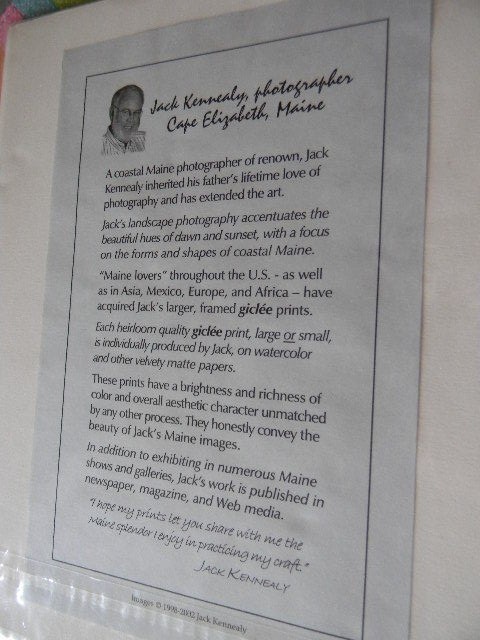 Jack Kennealy, photographer
Cape Elizabeth, Maine
A coastal Maine photographer of renown, Jack
Kennealy inherited his father's lifetime love of
photography and has extended the art.
Jack's landscape photography accentuates the
beautiful hues of dawn and sunset, with a focus
on the forms and shapes of coastal Maine.
"Maine lovers" throughout the U.S. - as well
as in Asia, Mexico, Europe, and Africa – have
acquired Jack's larger, framed giclée prints.
Each heirloom quality giclée print, large or small,
is individually produced by Jack, on watercolor
and other velvety matte papers.
These prints have a brightness and richness of
color and overall aesthetic character unmatched
by any other process. They honestly convey the
beauty of Jack's Maine images.
In addition to exhibiting in numerous Maine
shows and galleries, Jack's work is published in
newspaper, magazine, and Web media.
"I hope my prints let you share with me the
Maine splendor I enjoy in practicing my craft."
JACK KENNEALY
Images © 1998-2002 Jack Kennealy